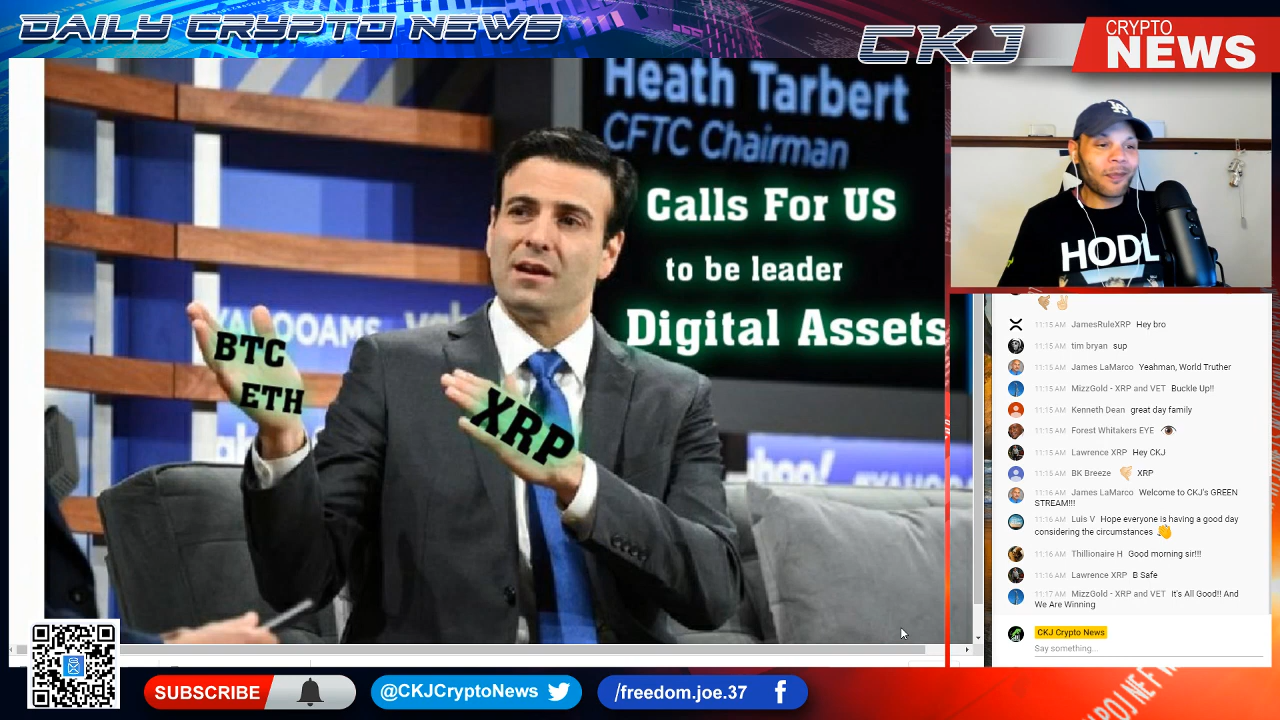 DAILY CRYPTO NEWS
CKJ
CRYPTO
NEWS
Heath Tarbert
CFTC Chairman
Calls For US
to be leader
Digital Assets
BTC
ETH
XRP
HODL
11:15 AM JamesRuleXRP Hey bro
11:15 AM tim bryan sup
11:15 AM James LaMarco Yeahman, World Truther
11:15 AM MizzGold - XRP and VET Buckle Up!!
11:15 AM Kenneth Dean great day family
11:15 AM Forest Whitakers EYE
11:15 AM Lawrence XRP Hey CKJ
11:15 AM BK Breeze XRP
11:16 AM James LaMarco Welcome to CKJ's GREEN
STREAM!!!
11:16 AM Luis V Hope everyone is having a good day
considering the circumstances
11:16 AM Thillionaire H Good morning sir!!!
11:16 AM Lawrence XRP B Safe
11:17 AM MizzGold - XRP and VET It's All Good!! And
We Are Winning
CKJ Crypto News
Say something...
SUBSCRIBE
@CKJCryptoNews
/freedom.joe.37